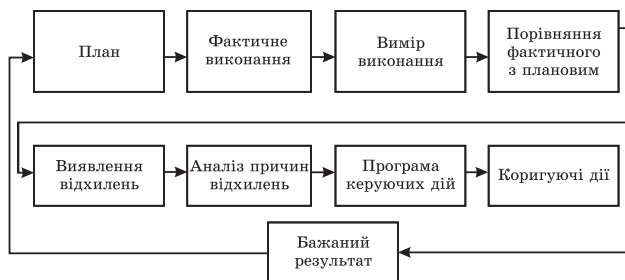 План
Фактичне
виконання
Вимір
виконання
Порівняння
фактичного
з плановим
Виявлення
відхилень
Аналіз причин
відхилень
Програма
керуючих дій
Коригуючі дії
Бажаний
результат